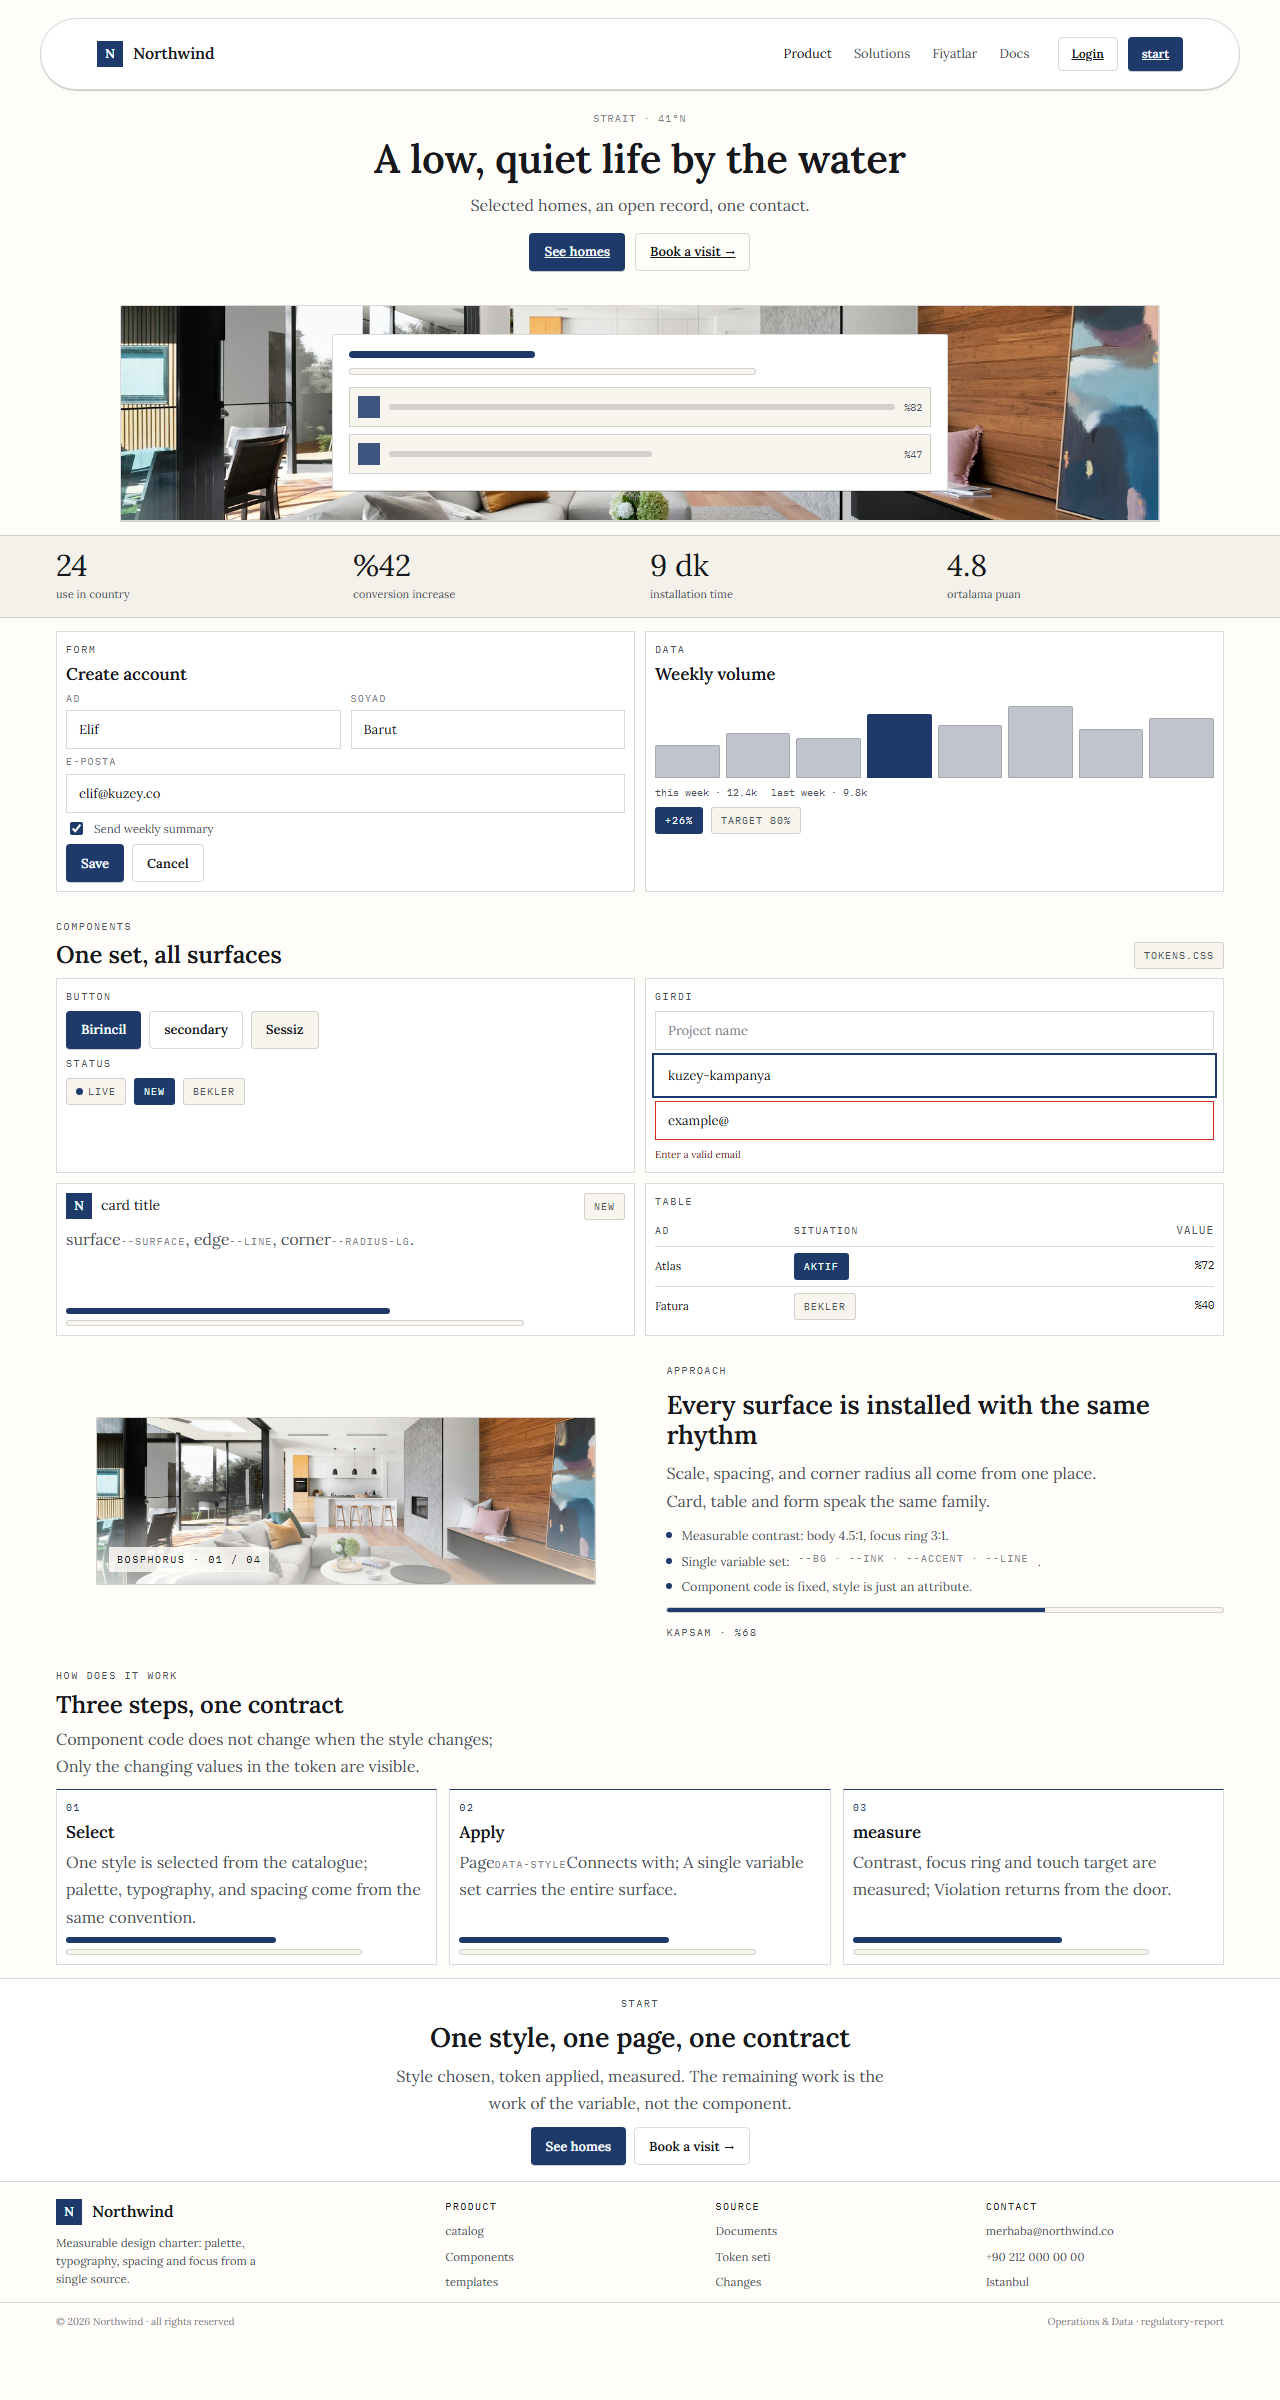 N Northwind
Product Solutions Fiyatlar Docs Login start
STRAIT · 41°N
A low, quiet life by the water
Selected homes, an open record, one contact.
See homes Book a visit →
%82
%47
24 %42 9 dk 4.8
use in country conversion increase installation time ortalama puan
FORM
Create account
AD SOYAD
Elif Barut
E-POSTA
elif@kuzey.co
Send weekly summary
Save Cancel
DATA
Weekly volume
this week · 12.4k last week · 9.8k
+26% TARGET 80%
COMPONENTS
One set, all surfaces
TOKENS.CSS
BUTTON
Birincil secondary Sessiz
STATUS
LIVE NEW BEKLER
GIRDI
Project name
kuzey-kampanya
example@
Enter a valid email
N card title NEW
surface--SURFACE, edge--LINE, corner--RADIUS-LG.
TABLE
AD SITUATION VALUE
Atlas AKTIF %72
Fatura BEKLER %40
BOSPHORUS · 01 / 04
APPROACH
Every surface is installed with the same
rhythm
Scale, spacing, and corner radius all come from one place.
Card, table and form speak the same family.
Measurable contrast: body 4.5:1, focus ring 3:1.
Single variable set: --BG · --INK · --ACCENT · --LINE .
Component code is fixed, style is just an attribute.
KAPSAM · %68
HOW DOES IT WORK
Three steps, one contract
Component code does not change when the style changes;
Only the changing values in the token are visible.
01
Select
One style is selected from the catalogue;
palette, typography, and spacing come from the
same convention.
02
Apply
PageDATA-STYLEConnects with; A single variable
set carries the entire surface.
03
measure
Contrast, focus ring and touch target are
measured; Violation returns from the door.
START
One style, one page, one contract
Style chosen, token applied, measured. The remaining work is the
work of the variable, not the component.
See homes Book a visit →
N Northwind
Measurable design charter: palette,
typography, spacing and focus from a
single source.
PRODUCT
catalog
Components
templates
SOURCE
Documents
Token seti
Changes
CONTACT
merhaba@northwind.co
+90 212 000 00 00
Istanbul
© 2026 Northwind · all rights reserved
Operations & Data · regulatory-report